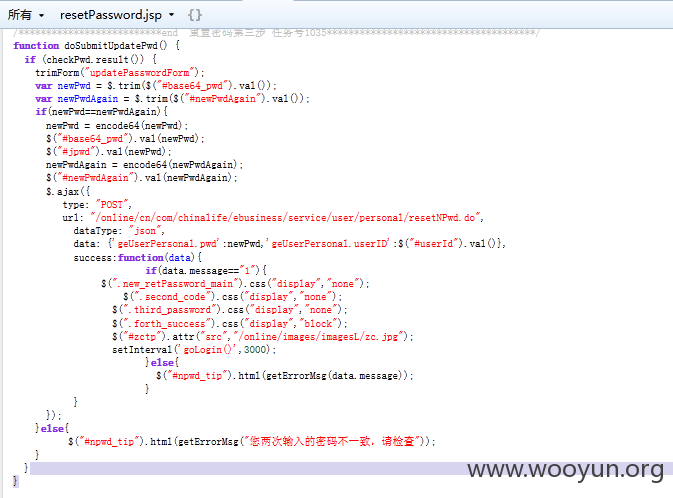 所有 ▾ resetPassword.jsp ▾ {}
/**************************end 重置密码第三步 任务号1035************************************/
function doSubmitUpdatePwd() {
if (checkPwd.result()) {
trimForm("updatePasswordForm");
var newPwd = $.trim($("#base64_pwd").val());
var newPwdAgain = $.trim($("#newPwdAgain").val());
if(newPwd==newPwdAgain){
newPwd = encode64(newPwd);
$("#base64_pwd").val(newPwd);
$("#jpwd").val(newPwd);
newPwdAgain = encode64(newPwdAgain);
$("#newPwdAgain").val(newPwdAgain);
$.ajax({
type: "POST",
url: "/online/cn/com/chinalife/ebusiness/service/user/personal/resetNPwd.do",
dataType: "json",
data: {'geUserPersonal.pwd':newPwd,'geUserPersonal.userID':$("#userId").val()},
success:function(data){
if(data.message=="1"){
$(".new_retPassword_main").css("display","none");
$(".second_code").css("display","none");
$(".third_password").css("display","none");
$(".forth_success").css("display","block");
$("#zctp").attr("src","/online/images/imagesL/zc.jpg");
setInterval('goLogin()',3000);
}else{
$("#npwd_tip").html(getErrorMsg(data.message));
}
}
});
}else{
$("#npwd_tip").html(getErrorMsg("您两次输入的密码不一致，请检查"));
}
}
}
www.wooyun.org